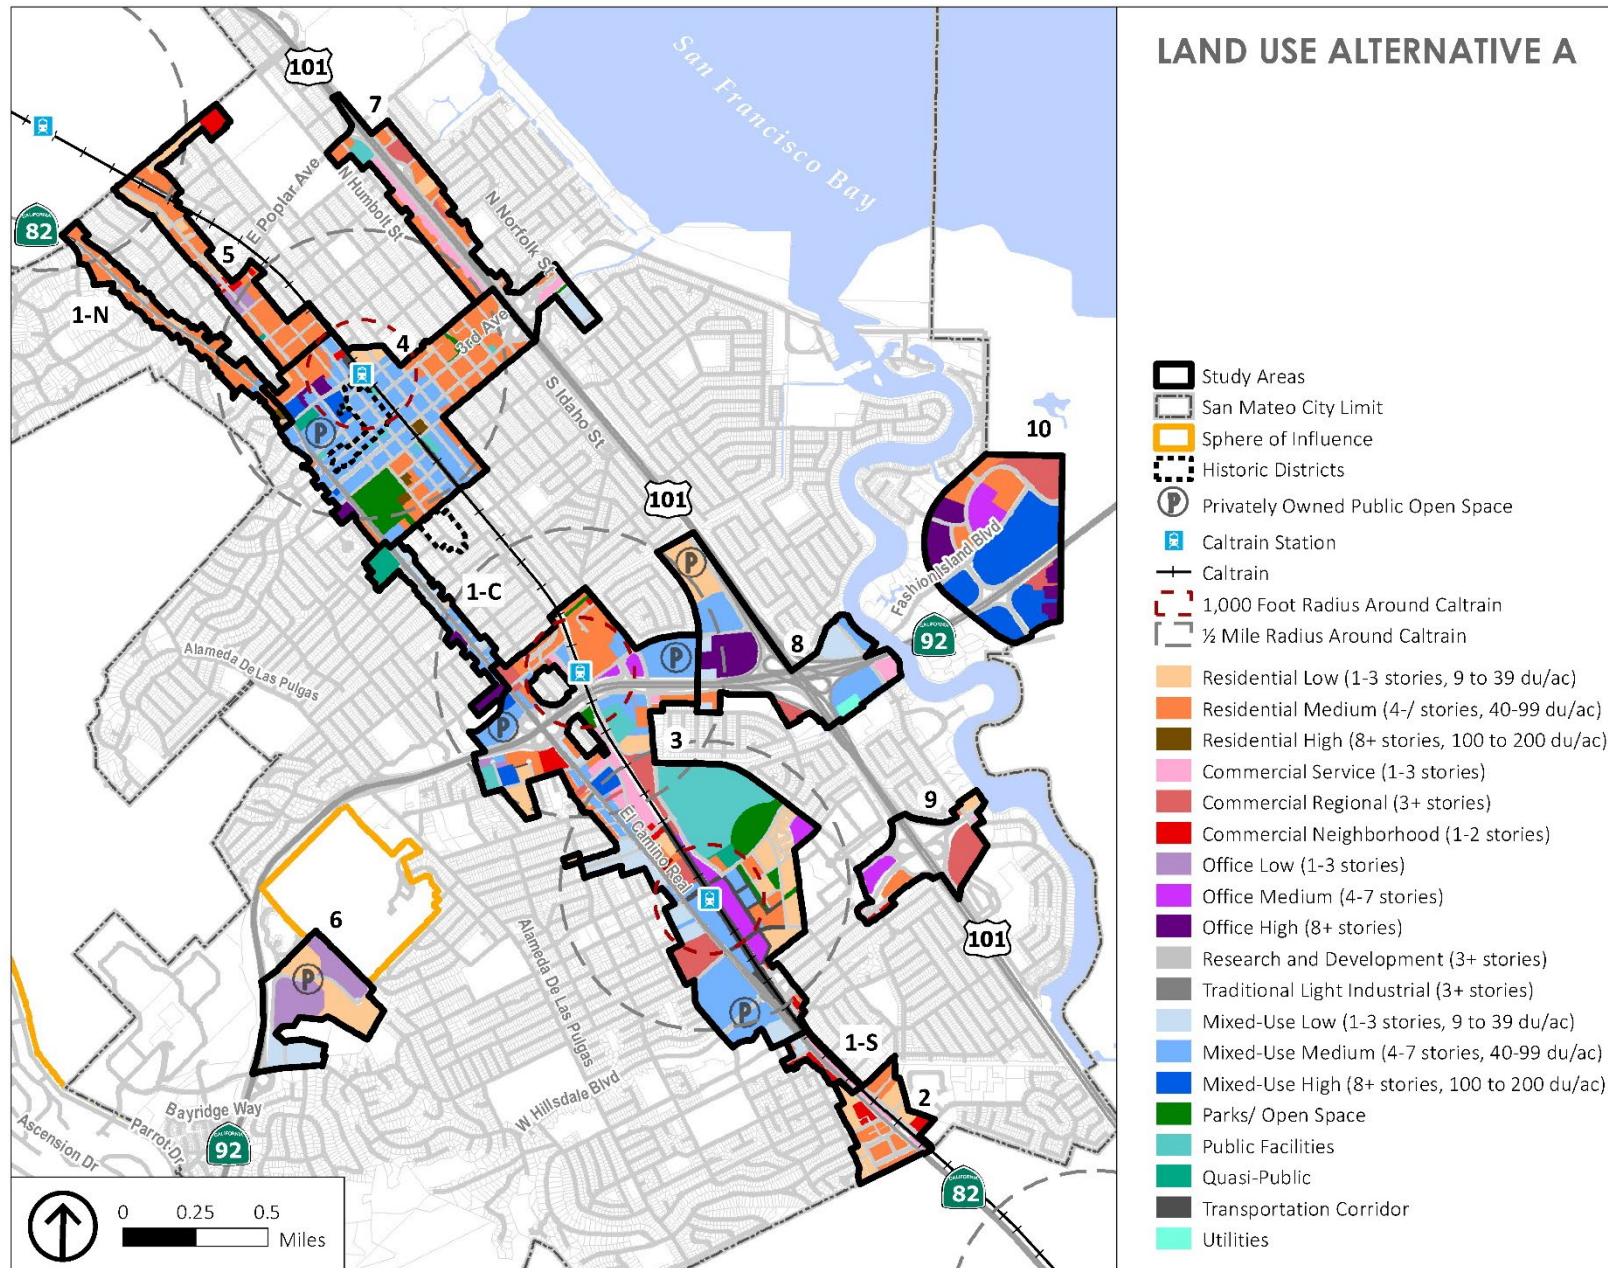 LAND USE ALTERNATIVE A
101
7
San Francisco Bay
CALIFORNIA
82
E Poplar Ave
N Humbolt St
N Norfolk St
5
1-N
4
3rd Ave
S Idaho St
P
101
10
P
Fashion Island Blvd
1-C
8
CALIFORNIA
92
P
Alameda De Las Pulgas
P
3
9
El Camino Real
6
P
Alameda De Las Pulgas
101
P
1-S
W Hillsdale Blvd
2
Bayridge Way
Parrot Dr
Ascension Dr
CALIFORNIA
92
CALIFORNIA
82
0 0.25 0.5
Miles
Study Areas
San Mateo City Limit
Sphere of Influence
Historic Districts
P Privately Owned Public Open Space
Caltrain Station
Caltrain
1,000 Foot Radius Around Caltrain
½ Mile Radius Around Caltrain
Residential Low (1-3 stories, 9 to 39 du/ac)
Residential Medium (4-/ stories, 40-99 du/ac)
Residential High (8+ stories, 100 to 200 du/ac)
Commercial Service (1-3 stories)
Commercial Regional (3+ stories)
Commercial Neighborhood (1-2 stories)
Office Low (1-3 stories)
Office Medium (4-7 stories)
Office High (8+ stories)
Research and Development (3+ stories)
Traditional Light Industrial (3+ stories)
Mixed-Use Low (1-3 stories, 9 to 39 du/ac)
Mixed-Use Medium (4-7 stories, 40-99 du/ac)
Mixed-Use High (8+ stories, 100 to 200 du/ac)
Parks/ Open Space
Public Facilities
Quasi-Public
Transportation Corridor
Utilities